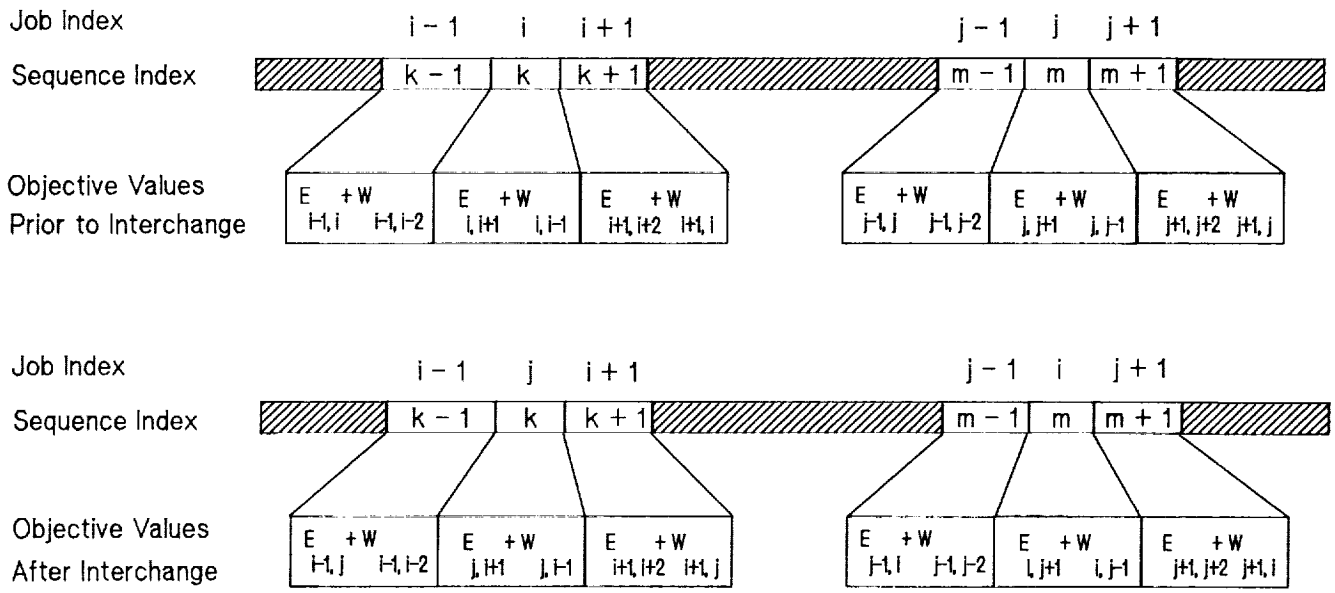 Job Index i – 1 i i + 1 j – 1 j j + 1
Sequence Index k – 1 k k + 1 m – 1 m m + 1
Objective Values
Prior to Interchange
E + W E + W E + W E + W E + W E + W
i–1, i i–1, i–2 i, i+1 i, i–1 i+1, i+2 i+1, i j–1, j j–1, j–2 j, j+1 j, j–1 j+1, j+2 j+1, j
Job Index i – 1 j i + 1 j – 1 i j + 1
Sequence Index k – 1 k k + 1 m – 1 m m + 1
Objective Values
After Interchange
E + W E + W E + W E + W E + W E + W
i–1, j i–1, i–2 j, i+1 j, i–1 i+1, i+2 i+1, j j–1, i j–1, j–2 i, j+1 i, j–1 j+1, j+2 j+1, i